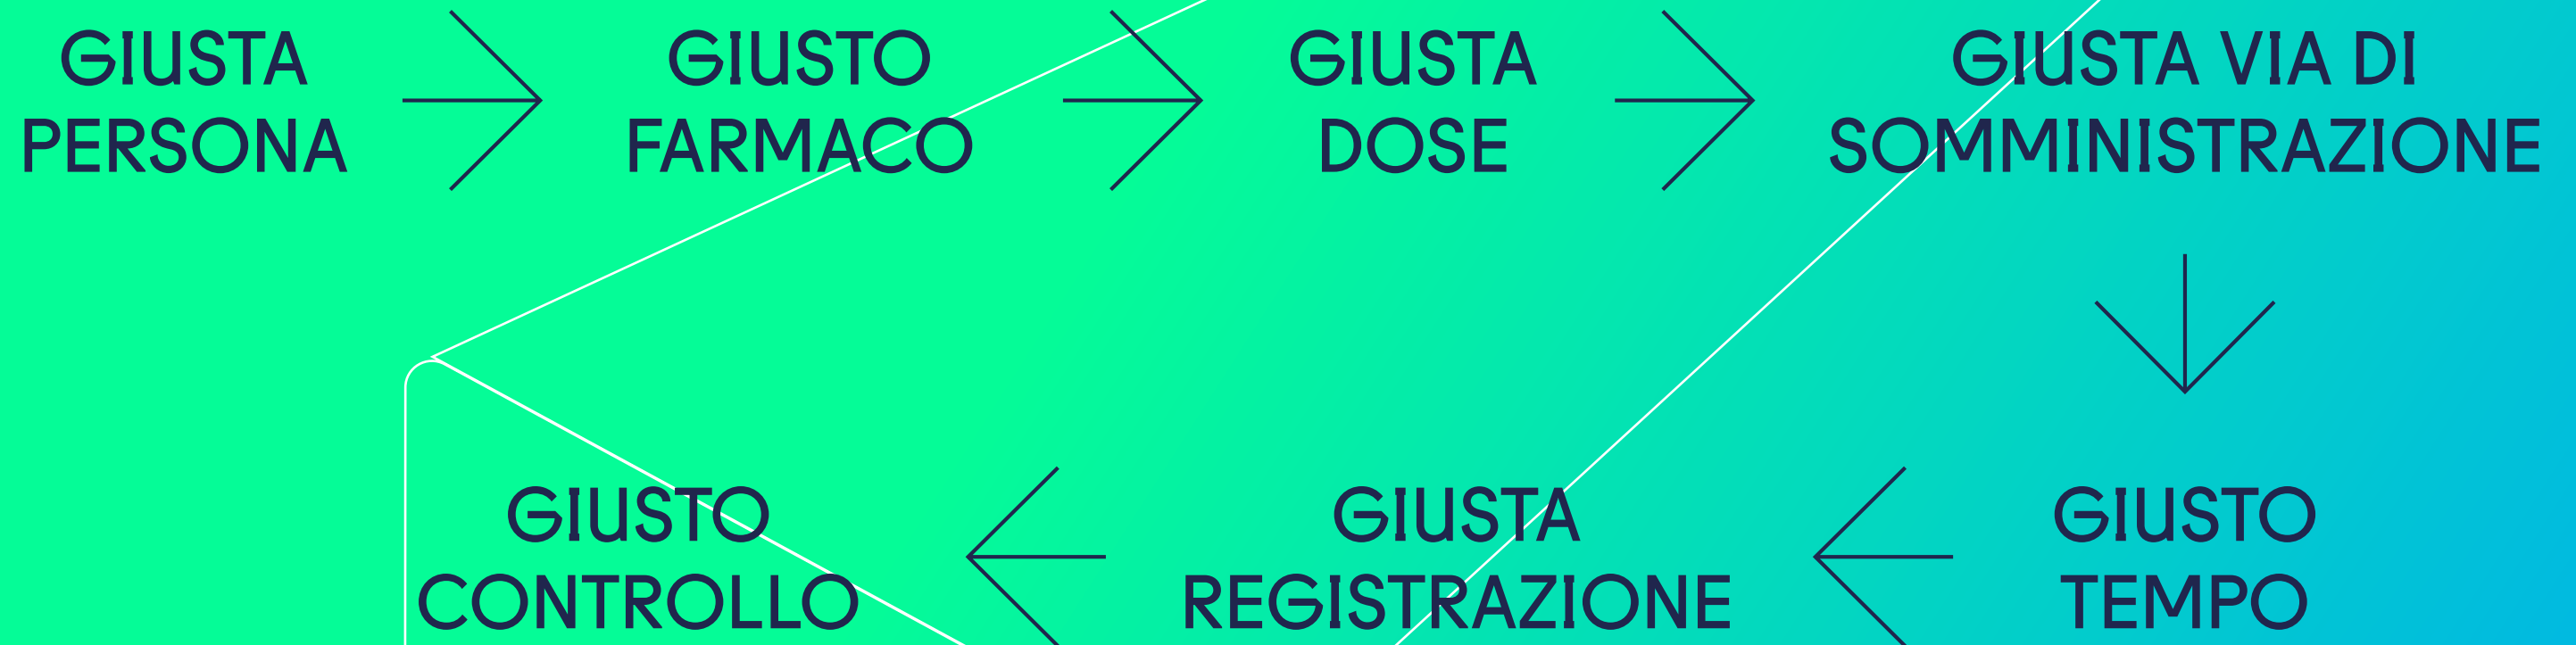 GIUSTA
PERSONA
GIUSTO
FARMACO
GIUSTA
DOSE
GIUSTA VIA DI
SOMMINISTRAZIONE
GIUSTO
TEMPO
GIUSTA
REGISTRAZIONE
GIUSTO
CONTROLLO